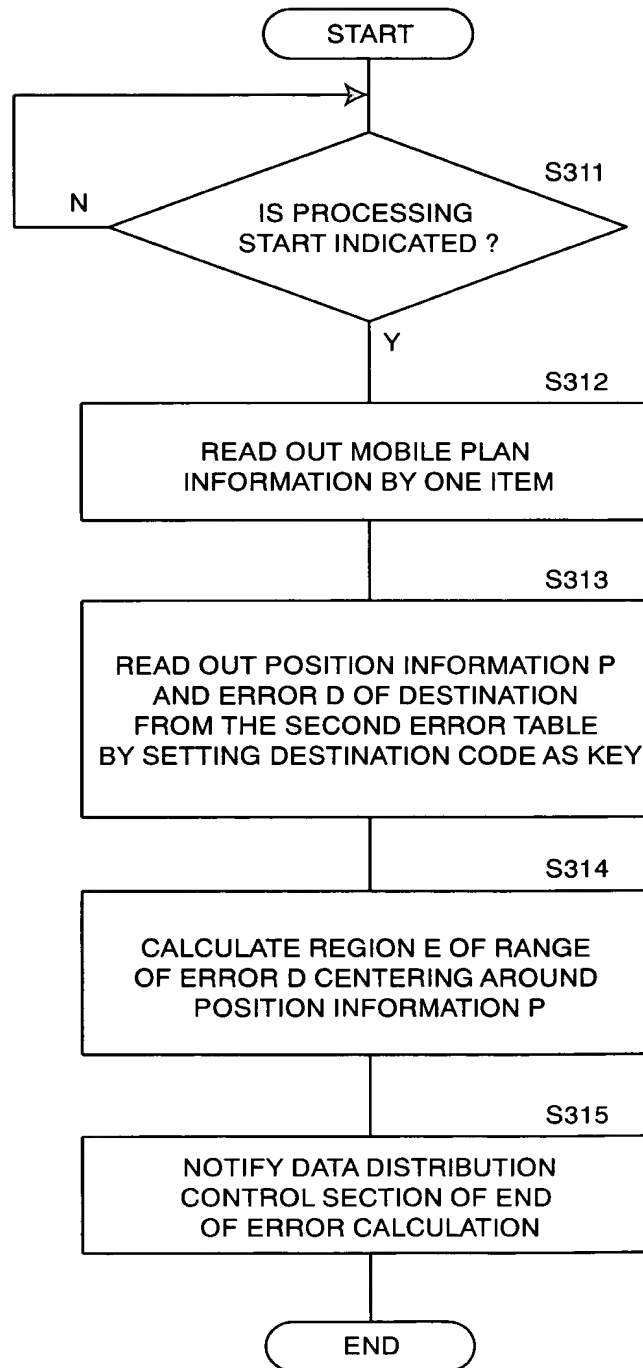 START
S311
N
IS PROCESSING
START INDICATED ?
Y
S312
READ OUT MOBILE PLAN
INFORMATION BY ONE ITEM
S313
READ OUT POSITION INFORMATION P
AND ERROR D OF DESTINATION
FROM THE SECOND ERROR TABLE
BY SETTING DESTINATION CODE AS KEY
S314
CALCULATE REGION E OF RANGE
OF ERROR D CENTERING AROUND
POSITION INFORMATION P
S315
NOTIFY DATA DISTRIBUTION
CONTROL SECTION OF END
OF ERROR CALCULATION
END